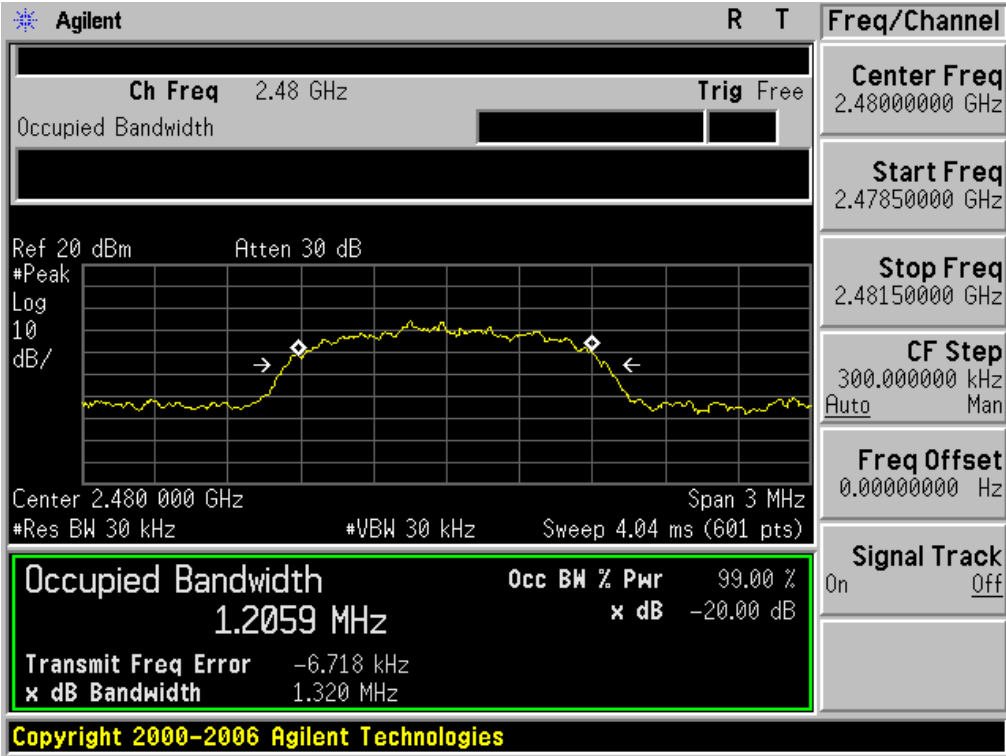 Agilent R T
Ch Freq 2.48 GHz Trig Free
Occupied Bandwidth
Ref 20 dBm Atten 30 dB
#Peak
Log
10
dB/
Center 2.480 000 GHz Span 3 MHz
#Res BW 30 kHz #VBW 30 kHz Sweep 4.04 ms (601 pts)
Occupied Bandwidth Occ BW % Pwr 99.00 %
1.2059 MHz x dB -20.00 dB
Transmit Freq Error -6.718 kHz
x dB Bandwidth 1.320 MHz
Copyright 2000-2006 Agilent Technologies
Freq/Channel
Center Freq
2.48000000 GHz
Start Freq
2.47850000 GHz
Stop Freq
2.48150000 GHz
CF Step
300.000000 kHz
Auto Man
Freq Offset
0.00000000 Hz
Signal Track
On Off